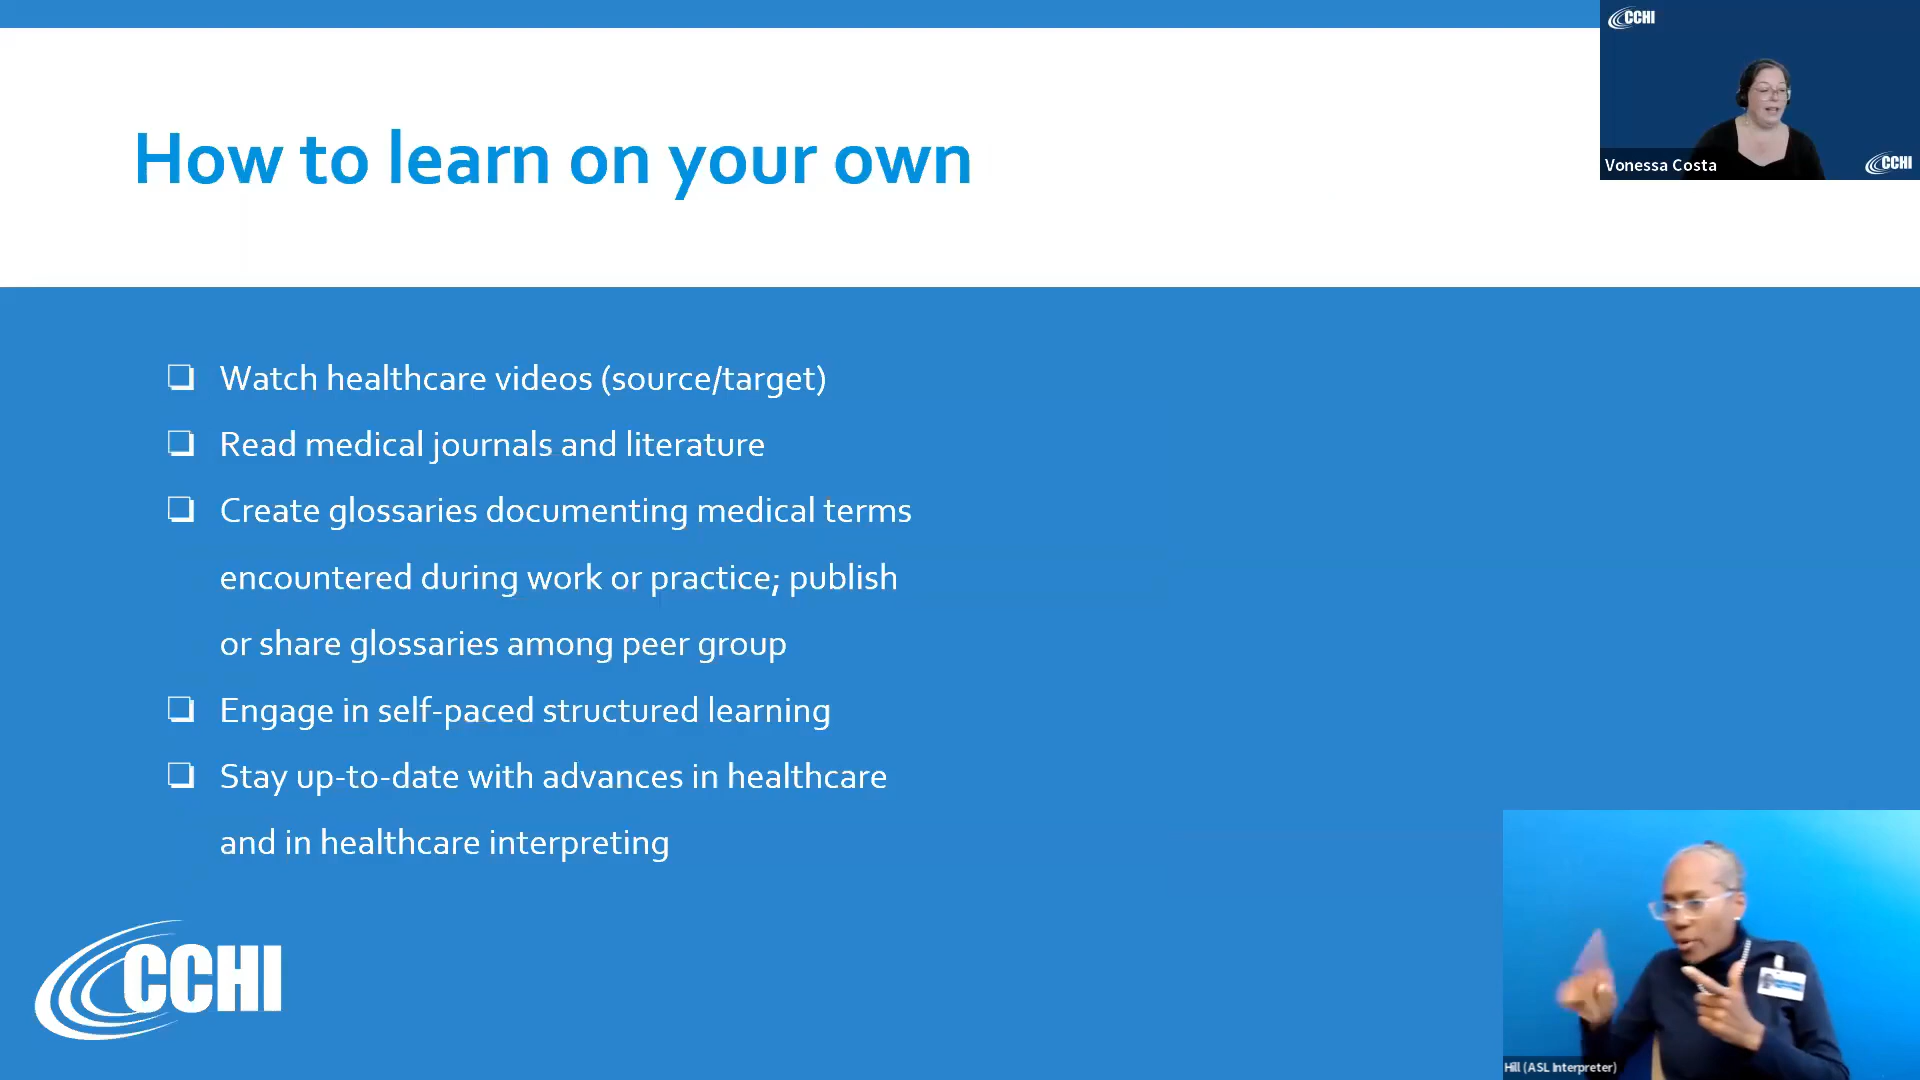 CCHI
Vonessa Costa
CCHI
How to learn on your own
Watch healthcare videos (source/target)
Read medical journals and literature
Create glossaries documenting medical terms
encountered during work or practice; publish
or share glossaries among peer group
Engage in self-paced structured learning
Stay up-to-date with advances in healthcare
and in healthcare interpreting
CCHI
Hill (ASL Interpreter)